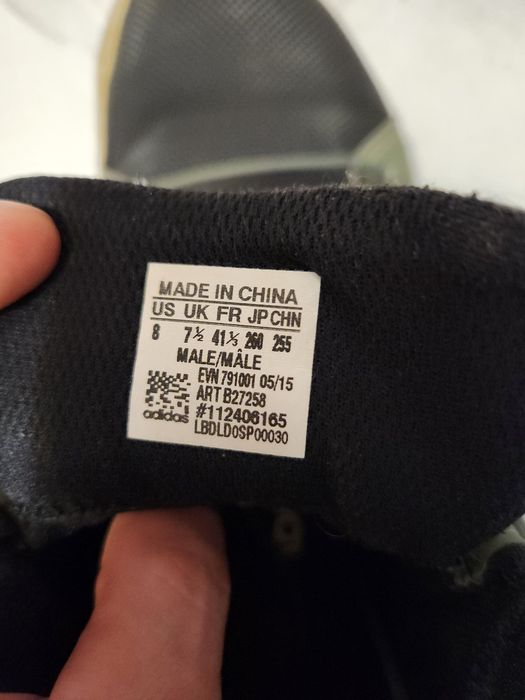 MADE IN CHINA
US UK FR JP CHN
8 7½ 41⅓ 260 255
MALE/MÂLE
EVN 791001 05/15
ART B27258
#112406165
LBDLD0SP00030
adidas